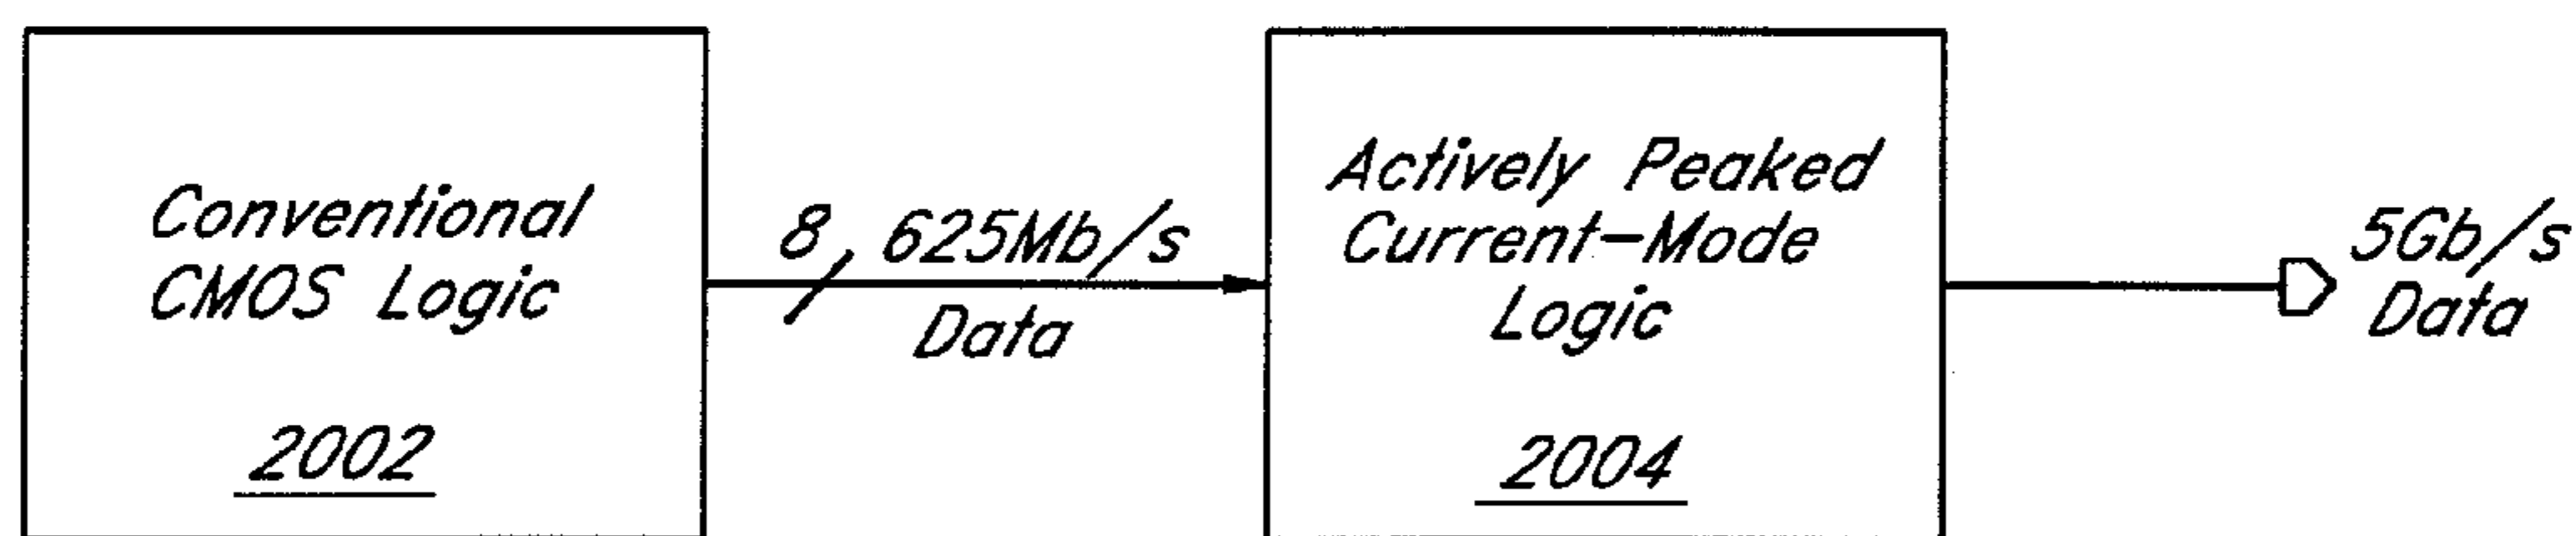 Conventional
CMOS Logic
2002
8, 625Mb/s
Data
Actively Peaked
Current-Mode
Logic
2004
5Gb/s
Data